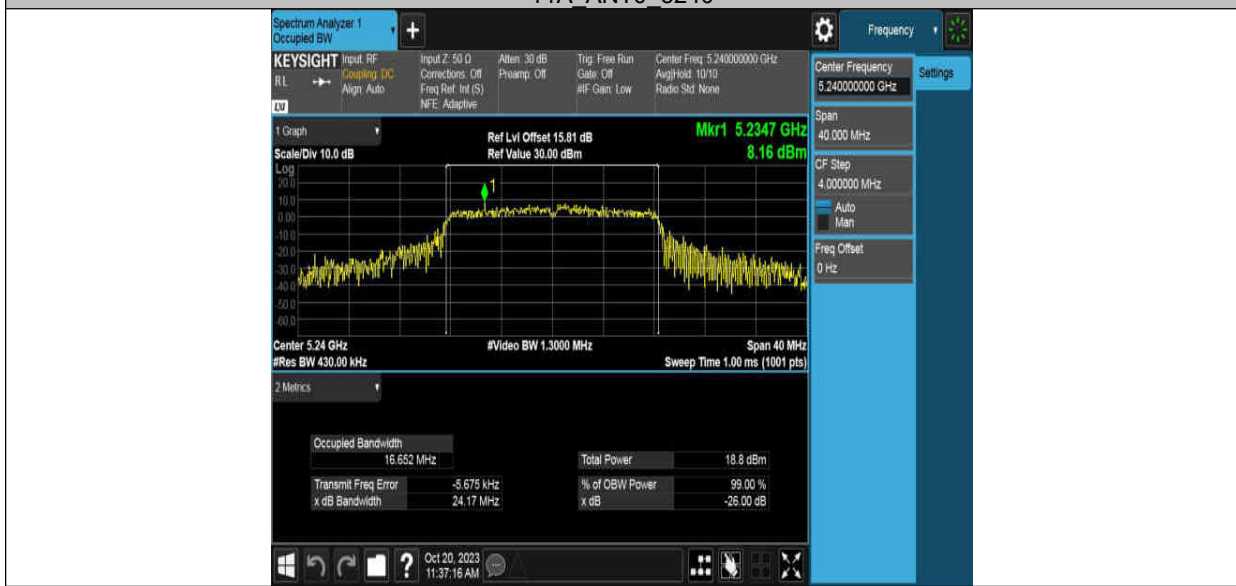 11A_ANT6_5240
Spectrum Analyzer 1
Occupied BW
+
Frequency
KEYSIGHT
RL
Input: RF
Coupling: DC
Align: Auto
Input Z: 50 Ω
Corrections: Off
Freq Ref: Int (S)
NFE: Adaptive
Atten: 30 dB
Preamp: Off
Trig: Free Run
Gate: Off
#IF Gain: Low
Center Freq: 5.240000000 GHz
Avg|Hold: 10/10
Radio Std: None
LXI
Center Frequency
5.240000000 GHz
Settings
Span
40.000 MHz
CF Step
4.000000 MHz
Auto
Man
Freq Offset
0 Hz
1 Graph
Scale/Div 10.0 dB
Ref Lvl Offset 15.81 dB
Ref Value 30.00 dBm
Mkr1 5.2347 GHz
8.16 dBm
Log
20.0
10.0
0.00
-10.0
-20.0
-30.0
-40.0
-50.0
-60.0
1
Center 5.24 GHz
#Res BW 430.00 kHz
#Video BW 1.3000 MHz
Span 40 MHz
Sweep Time 1.00 ms (1001 pts)
2 Metrics
Occupied Bandwidth
16.652 MHz
Total Power 18.8 dBm
Transmit Freq Error -5.675 kHz
% of OBW Power 99.00 %
x dB Bandwidth 24.17 MHz
x dB -26.00 dB
?
Oct 20, 2023
11:37:16 AM